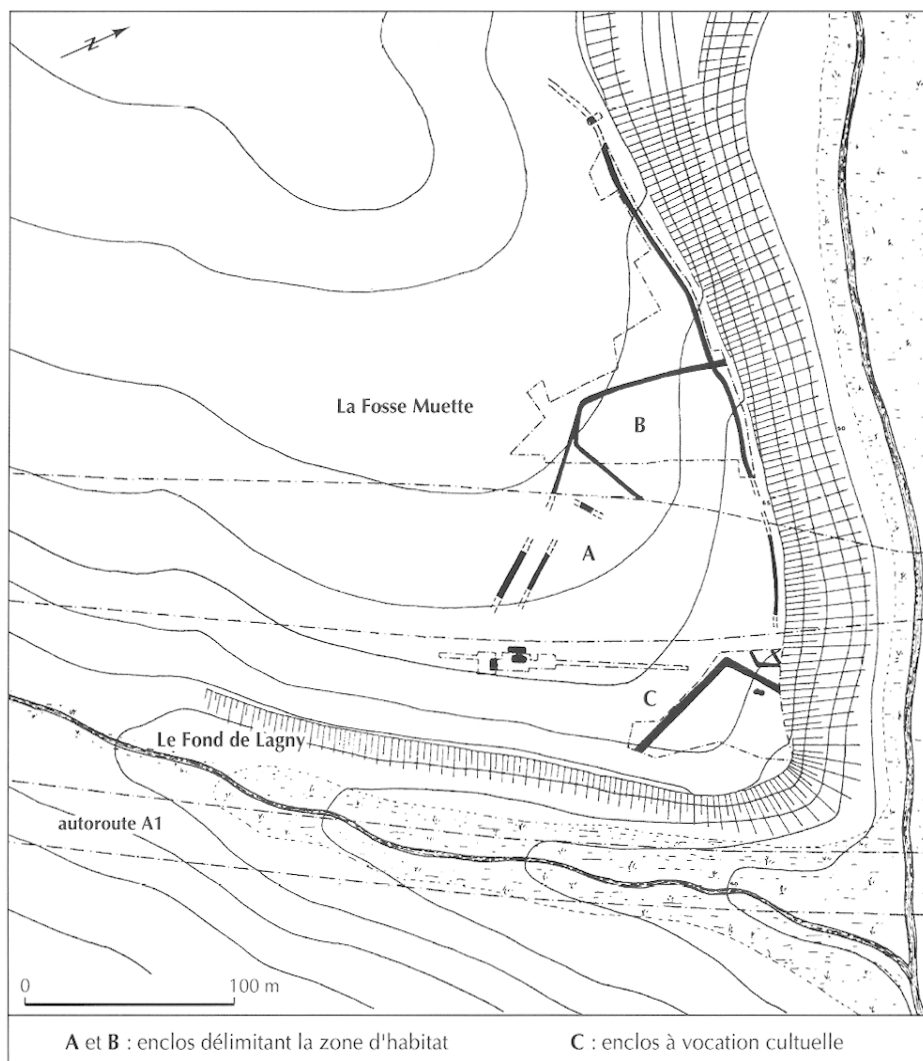 N
La Fosse Muette
B
A
C
Le Fond de Lagny
autoroute A1
0 100 m
A et B : enclos délimitant la zone d'habitat C : enclos à vocation cultuelle